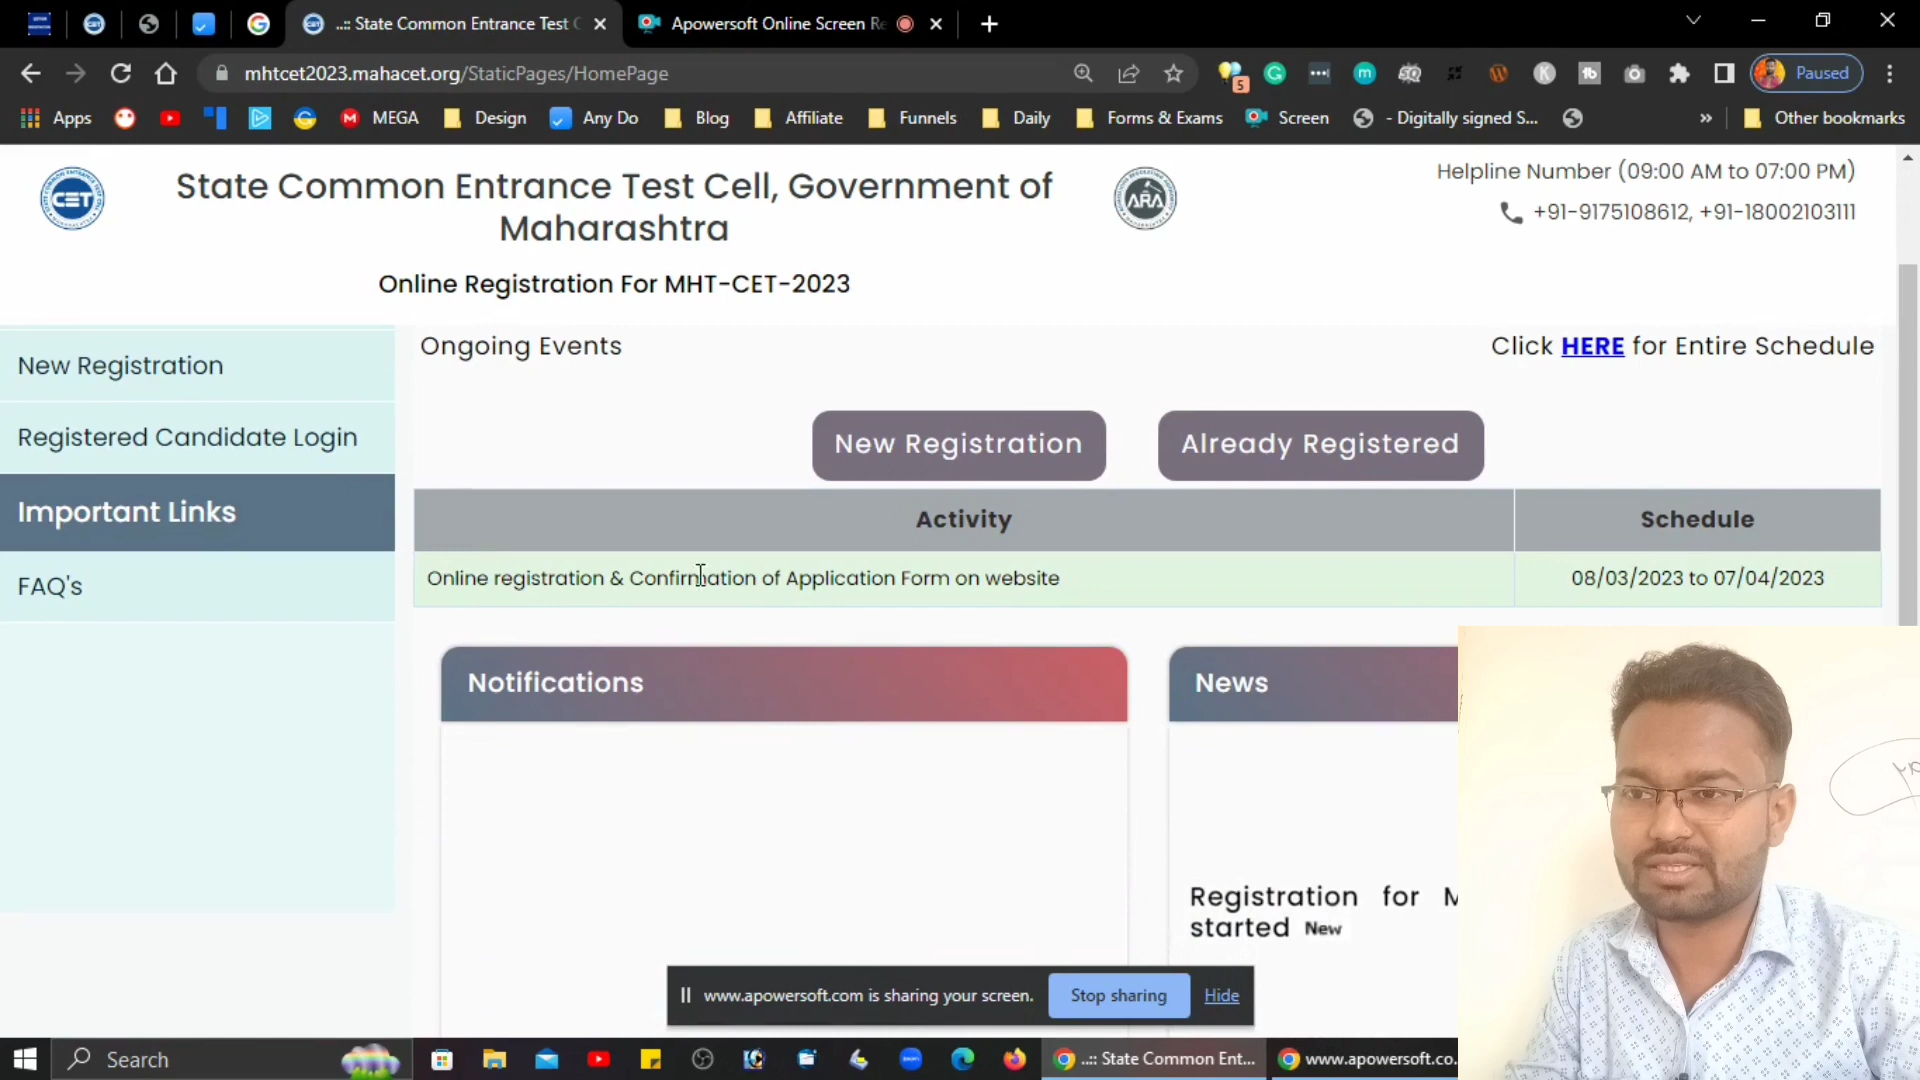 ..:: State Common Entrance Test C
Apowersoft Online Screen Re
mhtcet2023.mahacet.org/StaticPages/HomePage
5
Paused
Apps
MEGA
Design
Any Do
Blog
Affiliate
Funnels
Daily
Forms & Exams
Screen
- Digitally signed S...
»
Other bookmarks
CET
State Common Entrance Test Cell, Government of
Maharashtra
Online Registration For MHT-CET-2023
ARA
Helpline Number (09:00 AM to 07:00 PM)
+91-9175108612, +91-18002103111
New Registration
Registered Candidate Login
Important Links
FAQ's
Ongoing Events
Click HERE for Entire Schedule
New Registration
Already Registered
Activity
Schedule
Online registration & Confirmation of Application Form on website
08/03/2023 to 07/04/2023
Notifications
News
Registration for M
started New
www.apowersoft.com is sharing your screen.
Stop sharing
Hide
Search
..:: State Common Ent...
www.apowersoft.co.